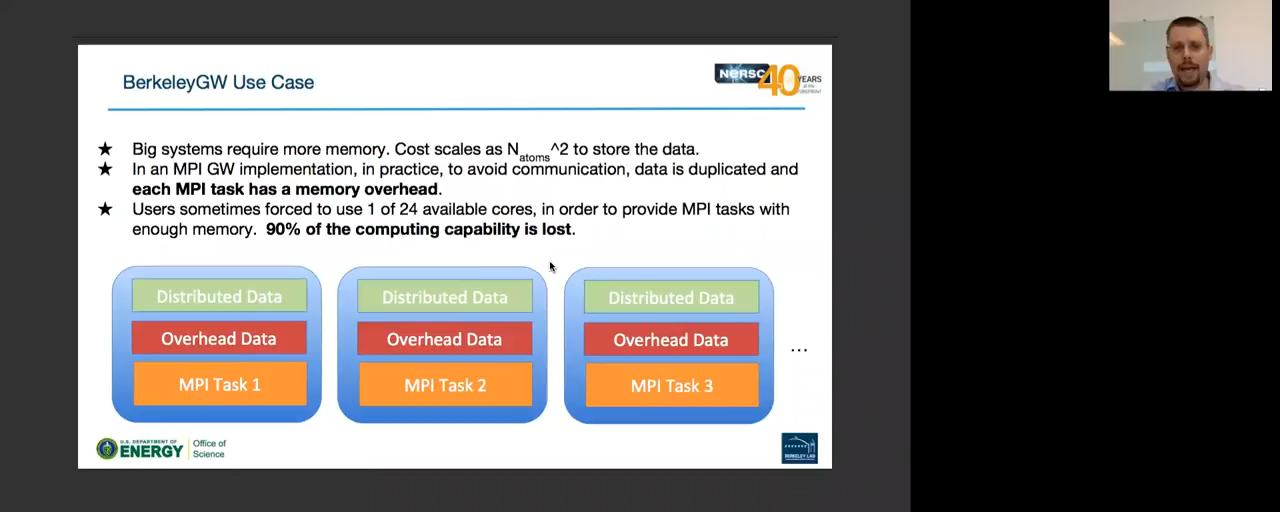 BerkeleyGW Use Case
NERSC 40 YEARS
★ Big systems require more memory. Cost scales as N_atoms^2 to store the data.
★ In an MPI GW implementation, in practice, to avoid communication, data is duplicated and
each MPI task has a memory overhead.
★ Users sometimes forced to use 1 of 24 available cores, in order to provide MPI tasks with
enough memory. 90% of the computing capability is lost.
Distributed Data Distributed Data Distributed Data
Overhead Data Overhead Data Overhead Data
...
MPI Task 1 MPI Task 2 MPI Task 3
U.S. DEPARTMENT OF
ENERGY
Office of
Science
BERKELEY LAB